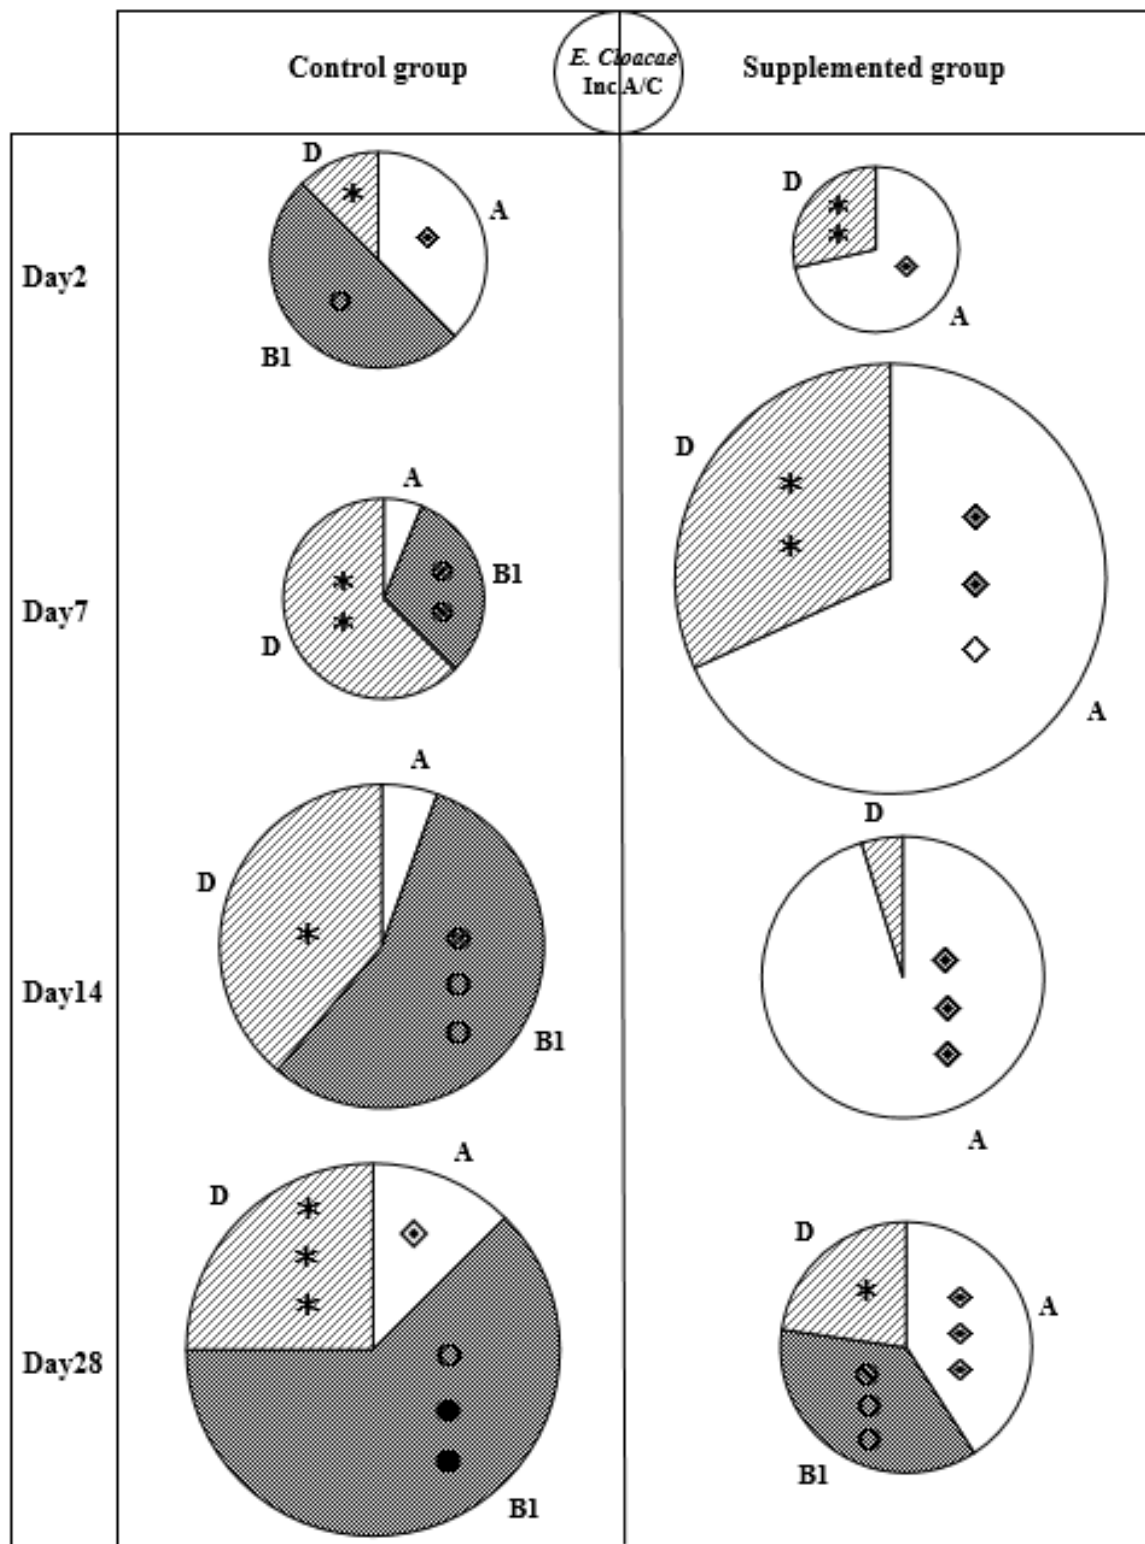 Control group
E. Cloacae
Inc A/C
Supplemented group
Day2
D
A
B1
D
A
Day7
A
B1
D
D
A
Day14
A
D
B1
D
A
Day28
A
D
B1
D
A
B1